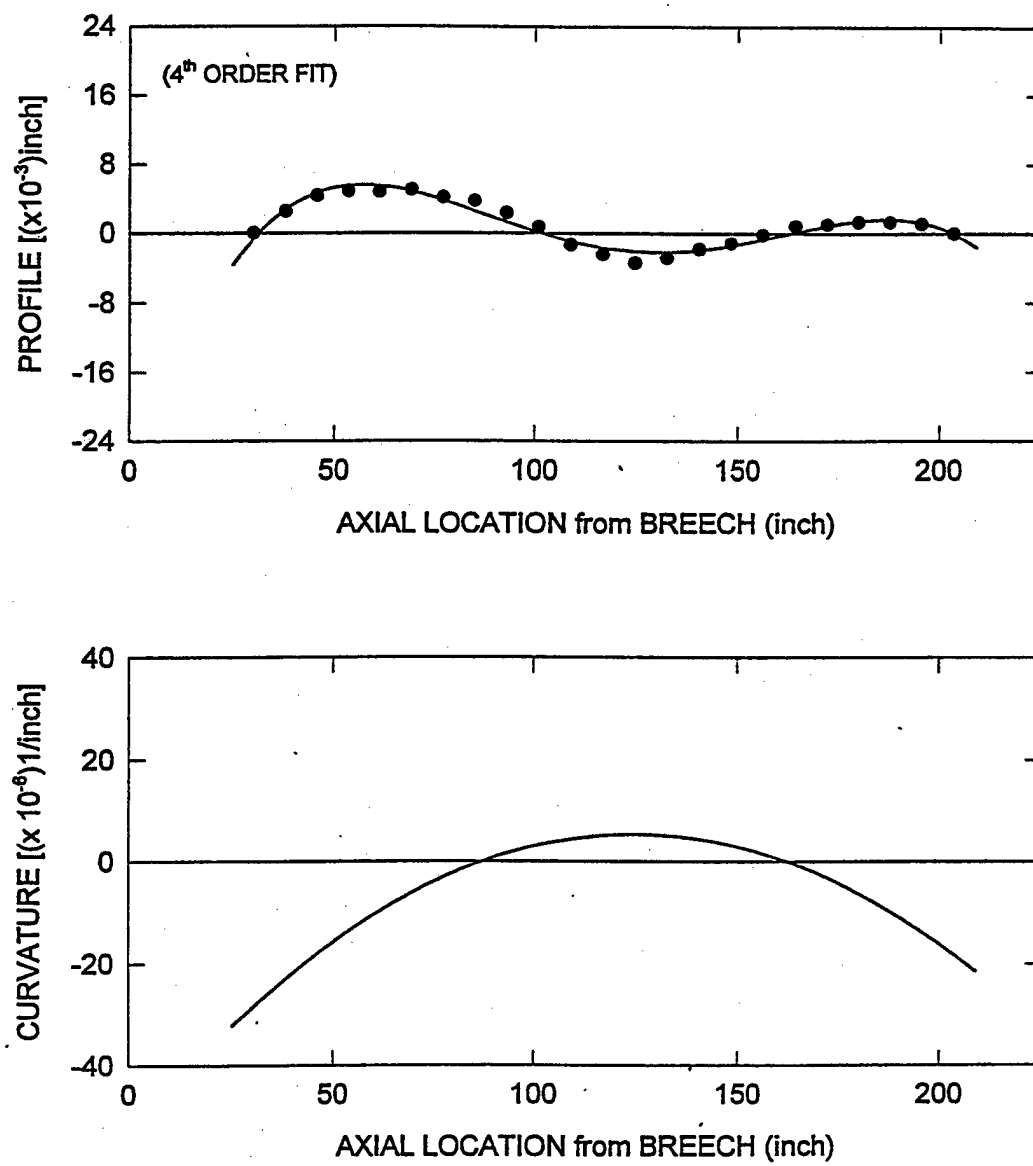 24
(4th ORDER FIT)
16
8
0
-8
-16
-24
PROFILE [(x10-3)inch]
0 50 100 150 200
AXIAL LOCATION from BREECH (inch)
40
20
0
-20
-40
CURVATURE [(x 10-6)1/inch]
0 50 100 150 200
AXIAL LOCATION from BREECH (inch)